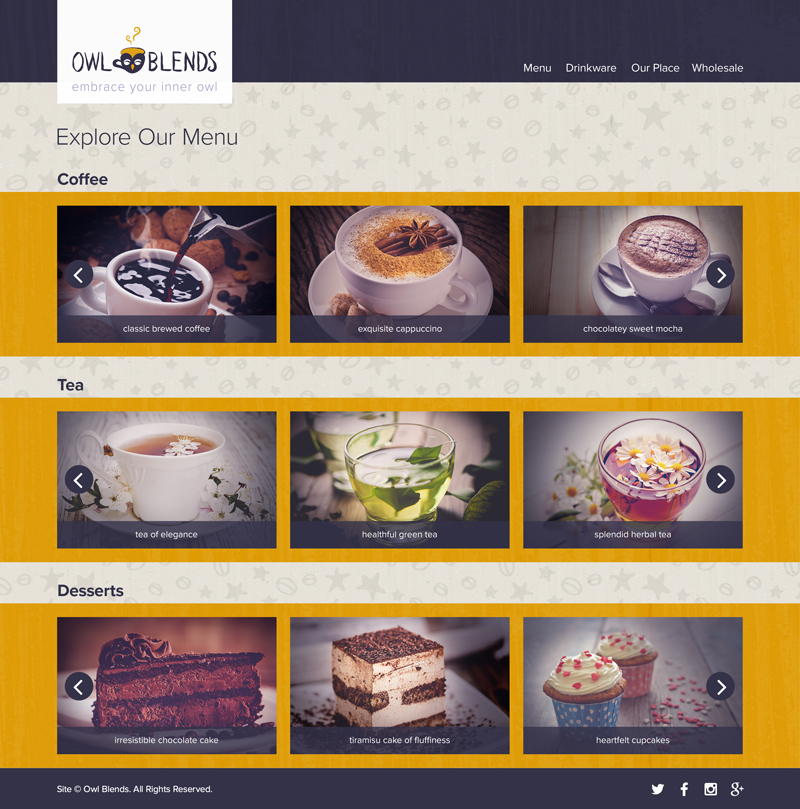 OWL BLENDS
embrace your inner owl
Menu Drinkware Our Place Wholesale
Explore Our Menu
Coffee
classic brewed coffee
exquisite cappuccino
chocolatey sweet mocha
Tea
tea of elegance
healthful green tea
splendid herbal tea
Desserts
irresistible chocolate cake
tiramisu cake of fluffiness
heartfelt cupcakes
Site © Owl Blends. All Rights Reserved.